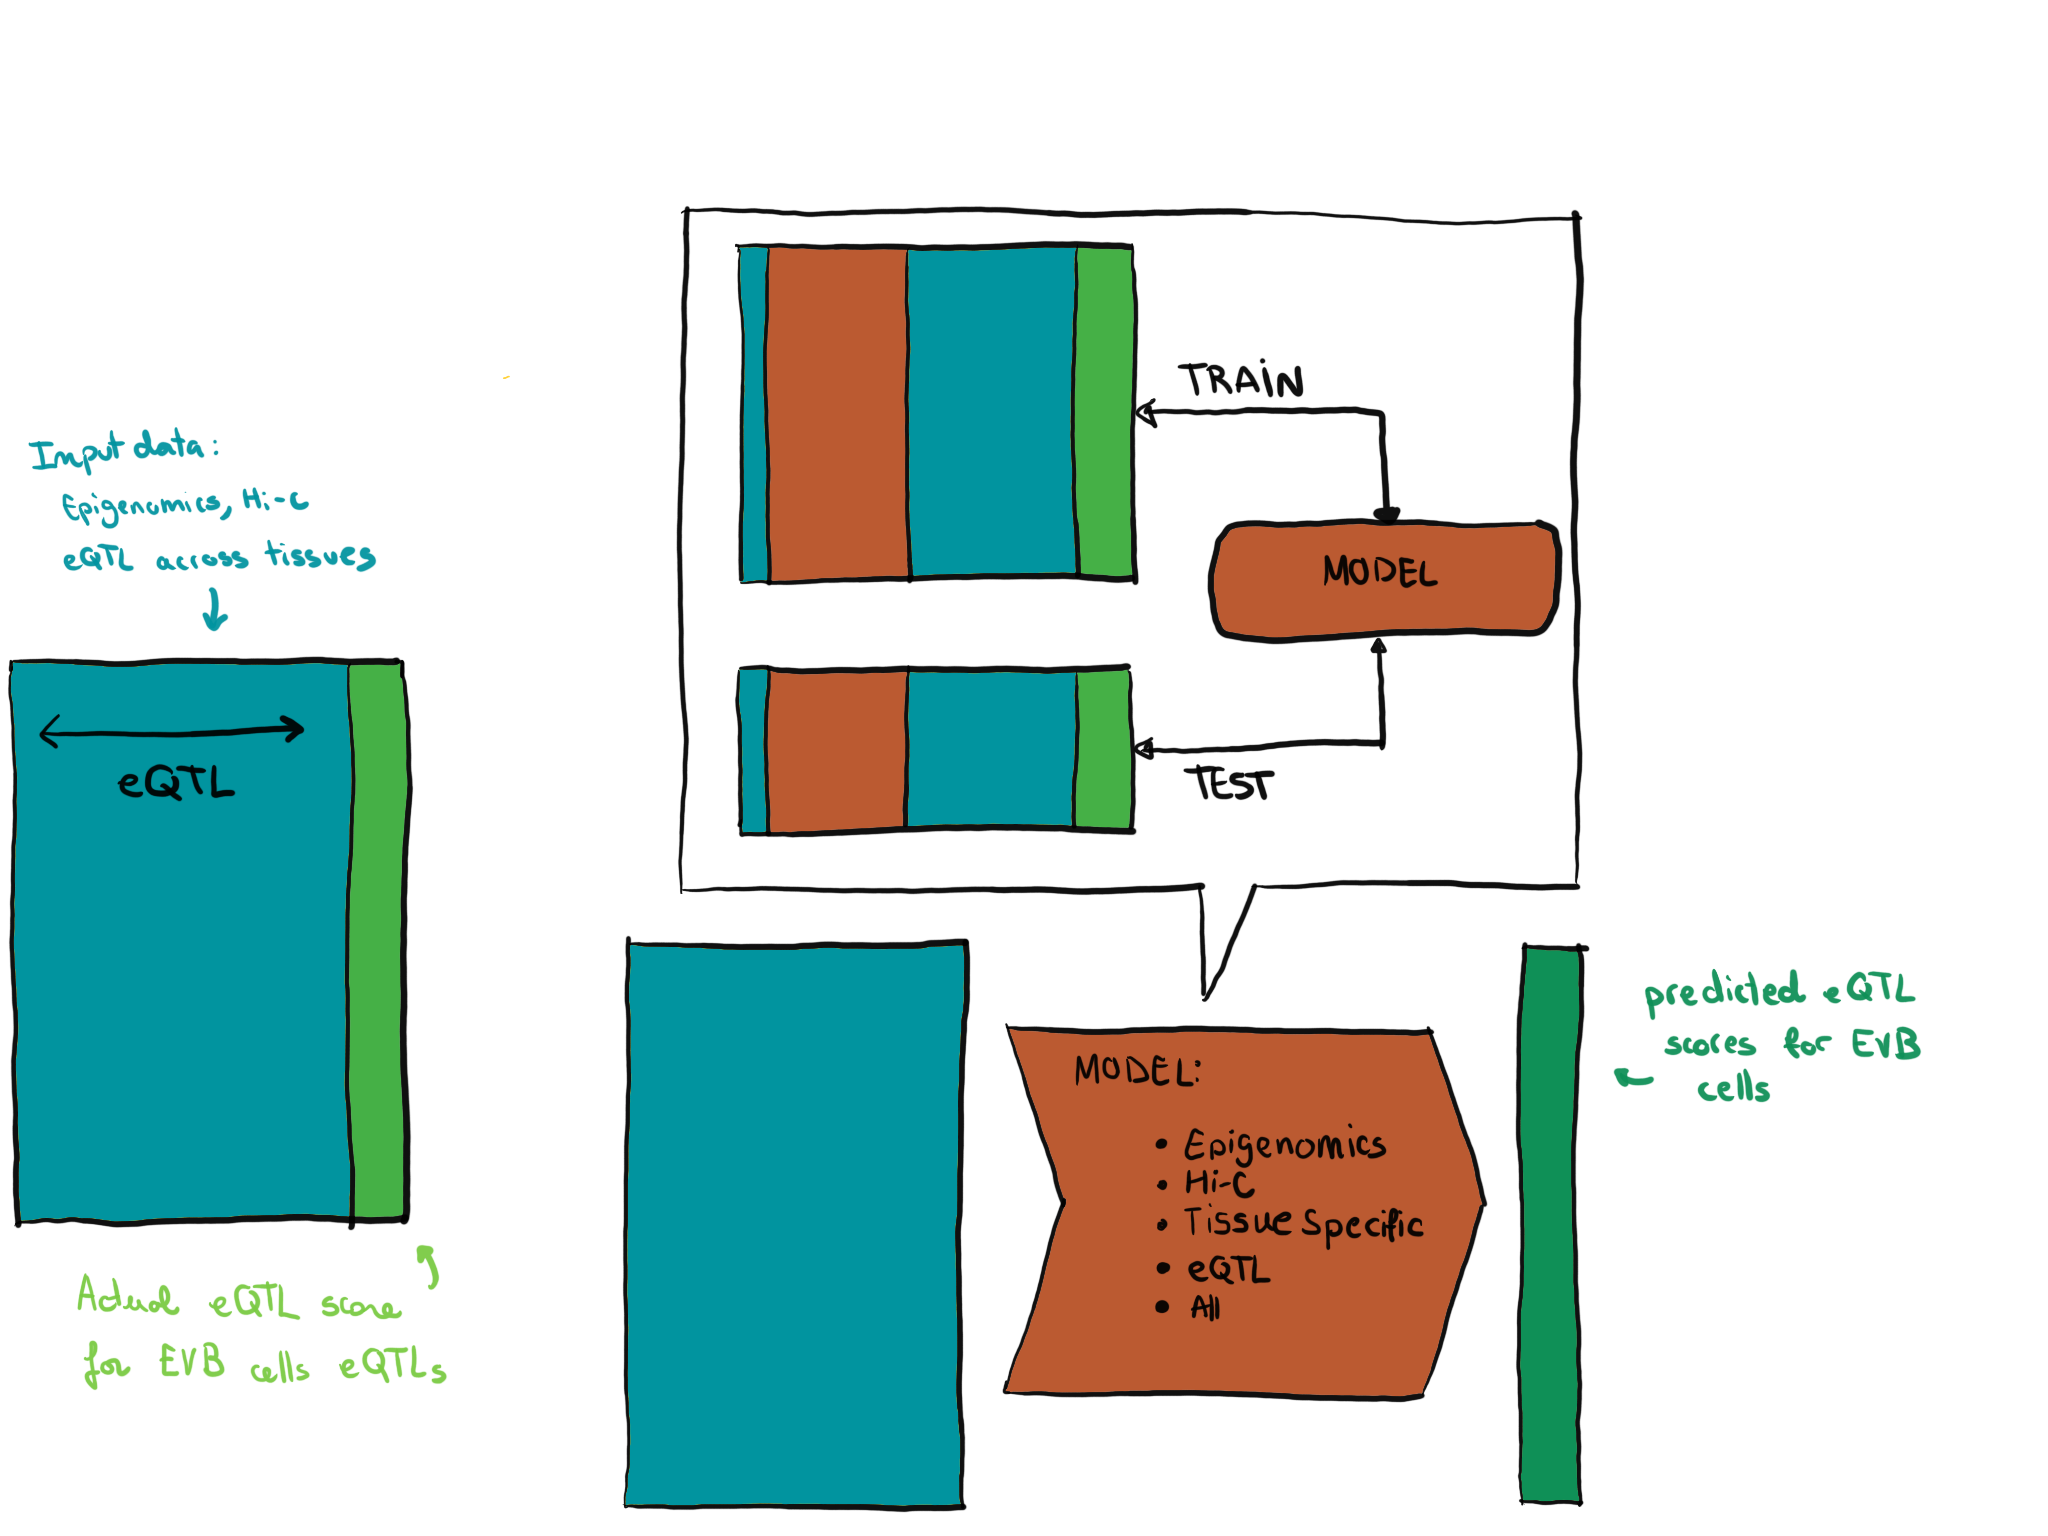 Input data:
Epigenomics, Hi-C
eQTL across tissues
eQTL
Actual eQTL score
for EVB cells eQTLs
TRAIN
MODEL
TEST
MODEL:
• Epigenomics
• Hi-C
• Tissue Specific
• eQTL
• All
predicted eQTL
scores for EVB
cells